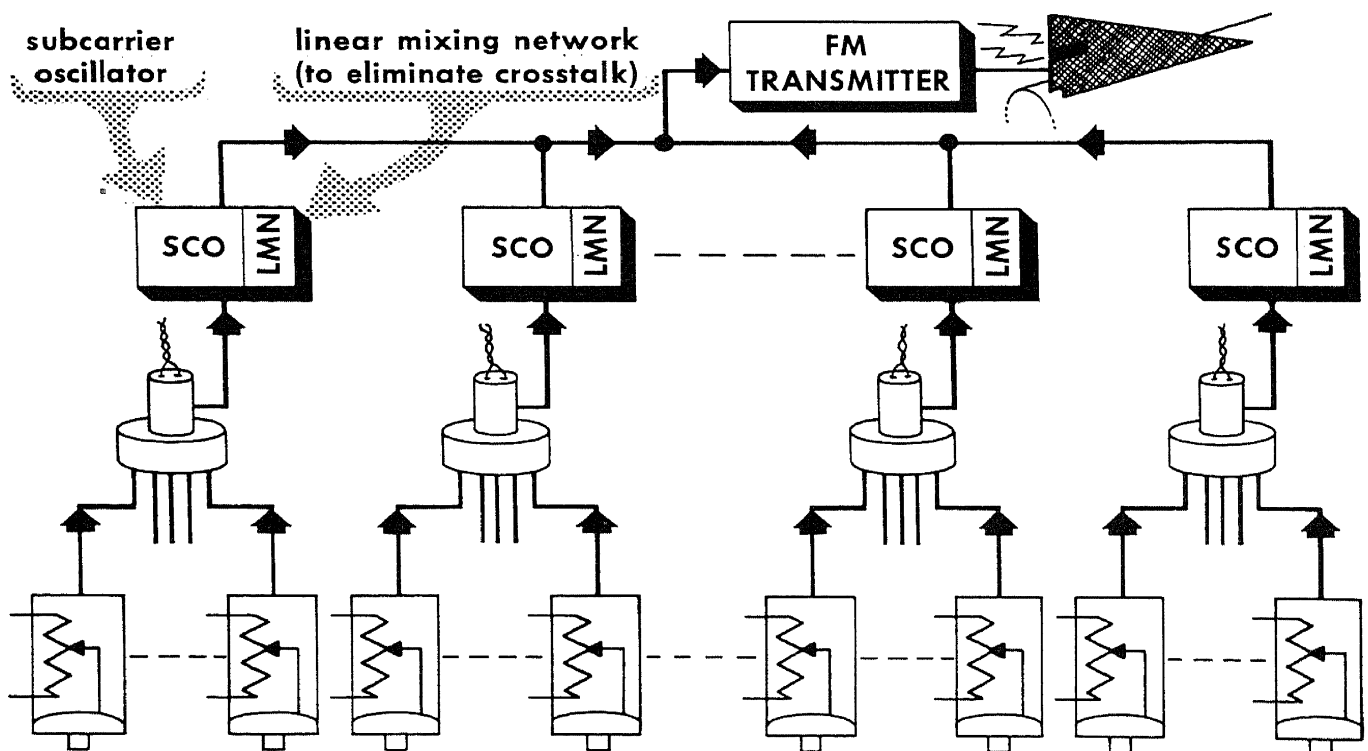 subcarrier
oscillator
linear mixing network
(to eliminate crosstalk)
FM
TRANSMITTER
SCO
LMN
SCO
LMN
SCO
LMN
SCO
LMN